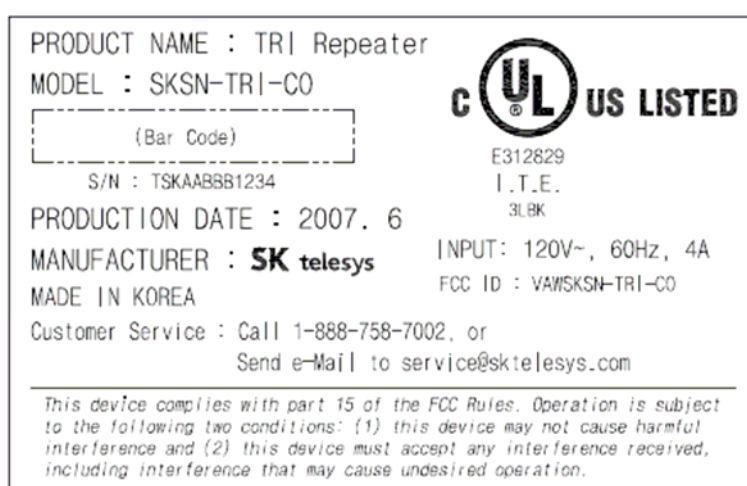 PRODUCT NAME : TRI Repeater
MODEL : SKSN-TRI-CO
(Bar Code)
S/N : TSKAABBB1234
PRODUCTION DATE : 2007. 6
MANUFACTURER : SK telesys
MADE IN KOREA
C UL ® US LISTED
E312829
I.T.E.
3LBK
INPUT: 120V~, 60Hz, 4A
FCC ID : VAWSKSN-TRI-CO
Customer Service : Call 1-888-758-7002, or
Send e-Mail to service@sktelesys.com
This device complies with part 15 of the FCC Rules. Operation is subject
to the following two conditions: (1) this device may not cause harmful
interference and (2) this device must accept any interference received,
including interference that may cause undesired operation.